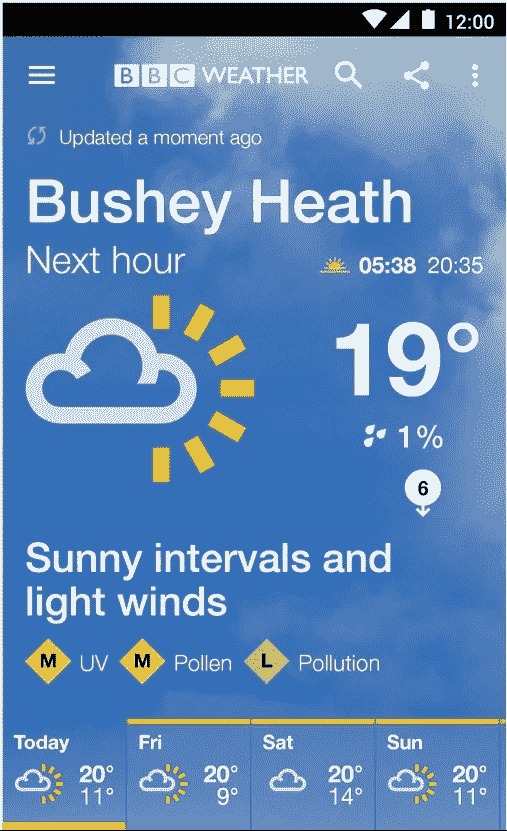 12:00
BBC WEATHER
Updated a moment ago
Bushey Heath
Next hour
05:38 20:35
19°
1%
6
Sunny intervals and
light winds
M UV M Pollen L Pollution
Today Fri Sat Sun
20° 20° 20° 20°
11° 9° 14° 11°